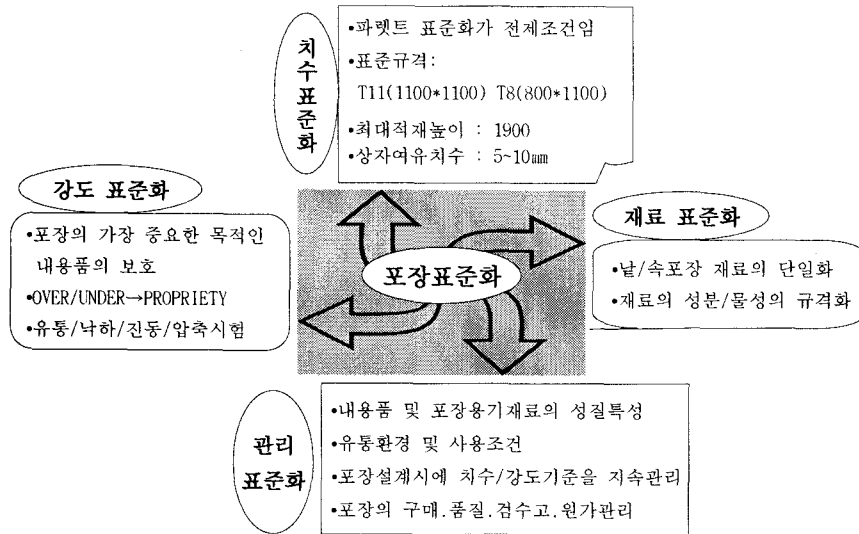 치수표준화
•파렛트 표준화가 전제조건임
•표준규격:
T11(1100*1100) T8(800*1100)
•최대적재높이 : 1900
•상자여유치수 : 5~10㎜
강도 표준화
•포장의 가장 중요한 목적인
내용품의 보호
•OVER/UNDER→PROPRIETY
•유통/낙하/진동/압축시험
포장표준화
재료 표준화
•낱/속포장 재료의 단일화
•재료의 성분/물성의 규격화
관리
표준화
•내용품 및 포장용기재료의 성질특성
•유통환경 및 사용조건
•포장설계시에 치수/강도기준을 지속관리
•포장의 구매.품질.검수고.원가관리